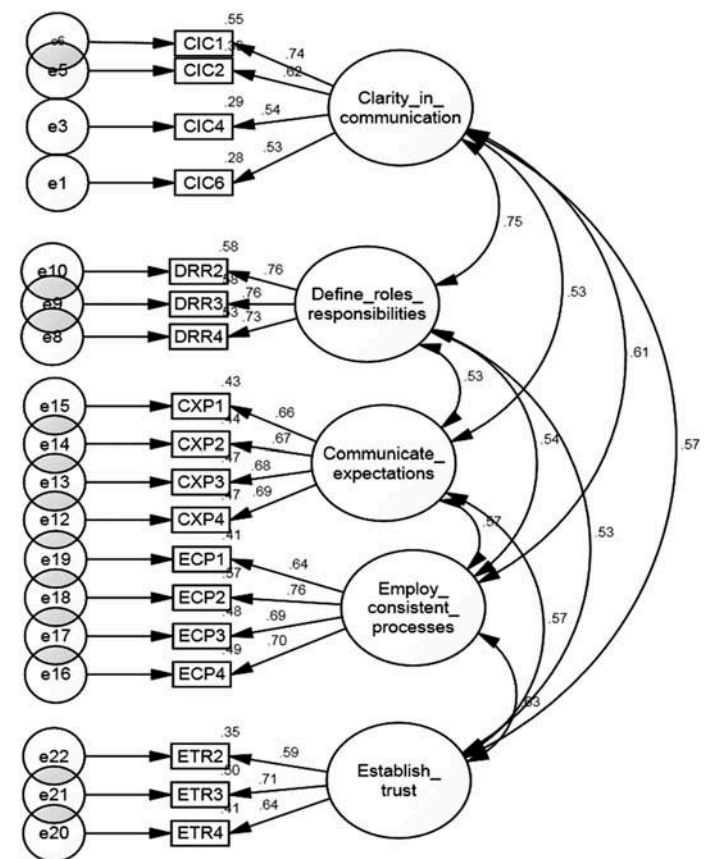 .55
e6
CIC1
.74
e5
CIC2
.62
Clarity_in_
communication
.29
e3
CIC4
.54
.28
e1
CIC6
.53
.75
.58
e10
DRR2
.76
.58
e9
DRR3
.76
Define_roles_
responsibilities
.53
e8
DRR4
.73
.53
.61
.53
.43
e15
CXP1
.66
.44
e14
CXP2
.67
Communicate_
expectations
.54
.57
.47
e13
CXP3
.68
.47
e12
CXP4
.69
.57
.53
.41
e19
ECP1
.64
.57
e18
ECP2
.76
Employ_
consistent_
processes
.57
.48
e17
ECP3
.69
.49
e16
ECP4
.70
.35
e22
ETR2
.59
.50
e21
ETR3
.71
Establish_
trust
.41
e20
ETR4
.64